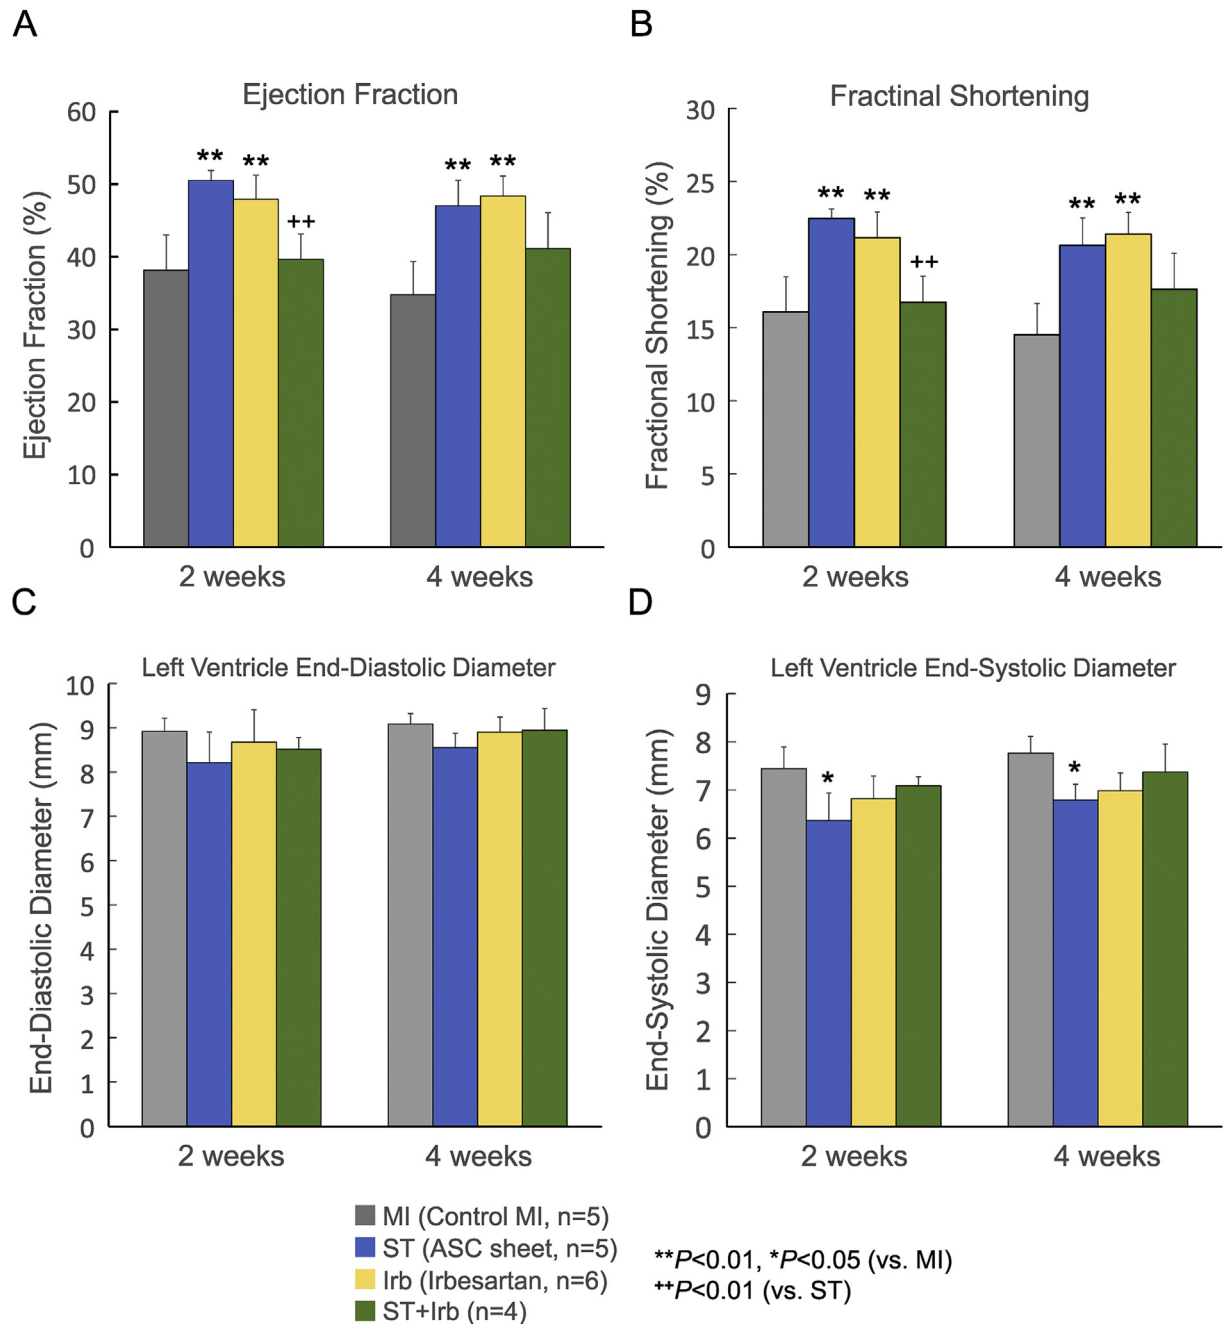 A
B
Ejection Fraction
Fractinal Shortening
Ejection Fraction (%)
60
50
40
30
20
10
0
** ** ++ ** **
2 weeks 4 weeks
Fractional Shortening (%)
30
25
20
15
10
5
0
** ** ++ ** **
2 weeks 4 weeks
C
D
Left Ventricle End-Diastolic Diameter
Left Ventricle End-Systolic Diameter
End-Diastolic Diameter (mm)
10
9
8
7
6
5
4
3
2
1
0
2 weeks 4 weeks
End-Systolic Diameter (mm)
9
8
7
6
5
4
3
2
1
0
* *
2 weeks 4 weeks
MI (Control MI, n=5)
ST (ASC sheet, n=5)
Irb (Irbesartan, n=6)
ST+Irb (n=4)
**P<0.01, *P<0.05 (vs. MI)
++P<0.01 (vs. ST)